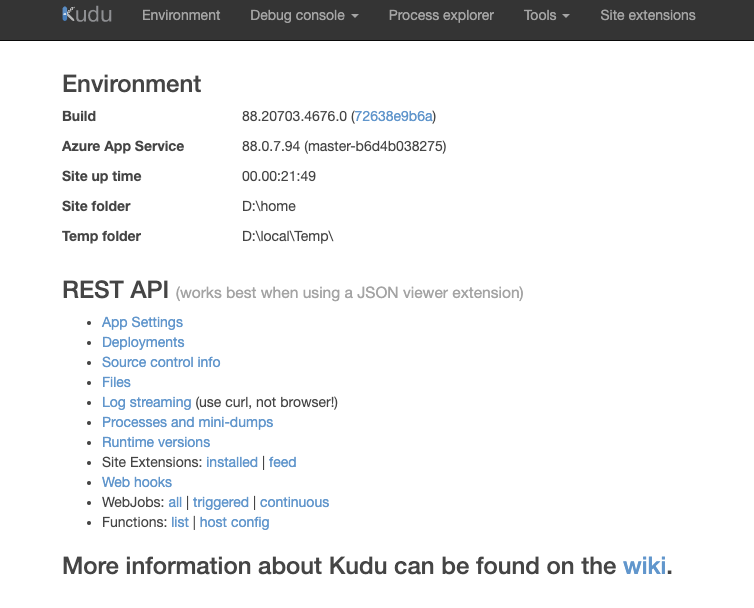 Kudu Environment Debug console Process explorer Tools Site extensions
Environment
Build 88.20703.4676.0 (72638e9b6a)
Azure App Service 88.0.7.94 (master-b6d4b038275)
Site up time 00.00:21:49
Site folder D:\home
Temp folder D:\local\Temp\
REST API (works best when using a JSON viewer extension)
App Settings
Deployments
Source control info
Files
Log streaming (use curl, not browser!)
Processes and mini-dumps
Runtime versions
Site Extensions: installed | feed
Web hooks
WebJobs: all | triggered | continuous
Functions: list | host config
More information about Kudu can be found on the wiki.